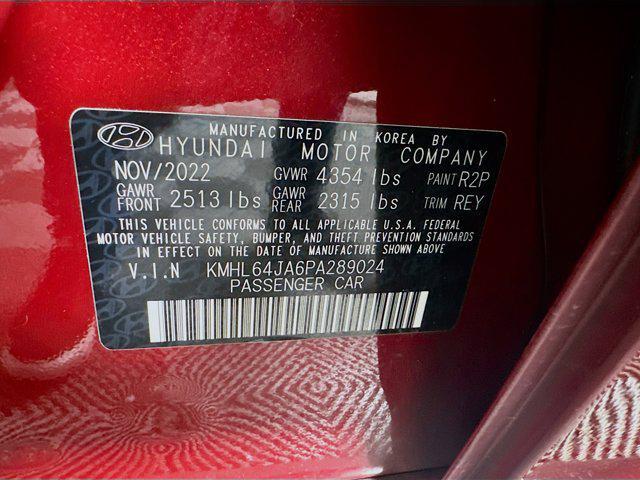 MANUFACTURED IN KOREA BY
HYUNDAI MOTOR COMPANY
NOV/2022 GVWR 4354 lbs PAINT R2P
GAWR FRONT 2513 lbs GAWR REAR 2315 lbs TRIM REY
THIS VEHICLE CONFORMS TO ALL APPLICABLE U.S.A. FEDERAL
MOTOR VEHICLE SAFETY, BUMPER, AND THEFT PREVENTION STANDARDS
IN EFFECT ON THE DATE OF MANUFACTURE SHOWN ABOVE
V.I.N KMHL64JA6PA289024
PASSENGER CAR